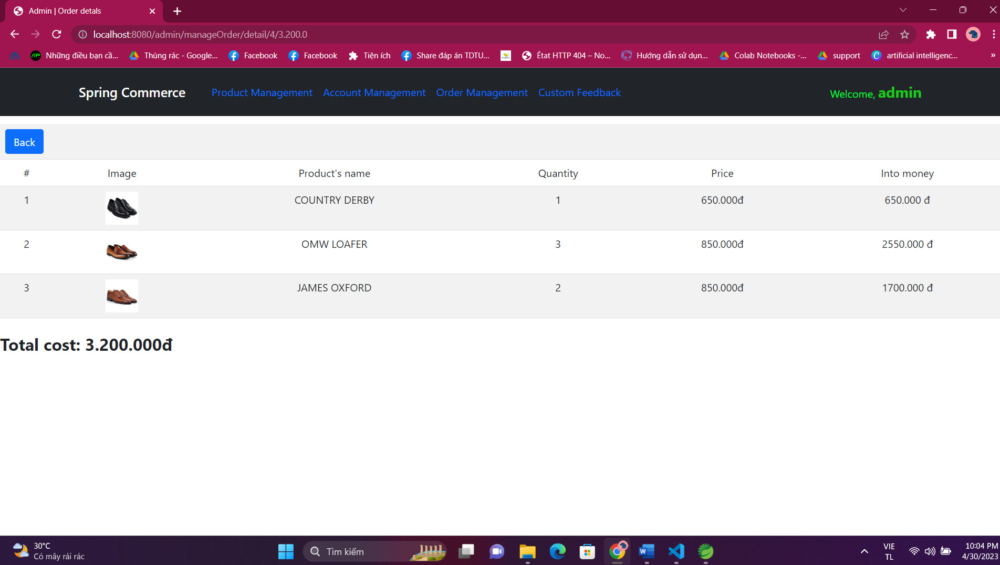 Admin | Order detals
localhost:8080/admin/manageOrder/detail/4/3.200.0
Những điều bạn cầ... Thùng rác - Google... Facebook Facebook Tiện ích Share đáp án TDTU... État HTTP 404 – No... Hướng dẫn sử dụn... Colab Notebooks -... support artificial intelligenc... »
Spring Commerce Product Management Account Management Order Management Custom Feedback Welcome, admin
Back
# Image Product's name Quantity Price Into money
1 COUNTRY DERBY 1 650.000đ 650.000 đ
2 OMW LOAFER 3 850.000đ 2550.000 đ
3 JAMES OXFORD 2 850.000đ 1700.000 đ
Total cost: 3.200.000đ
30°C
Có mây rải rác
Tìm kiếm
VIE
TL
10:04 PM
4/30/2023